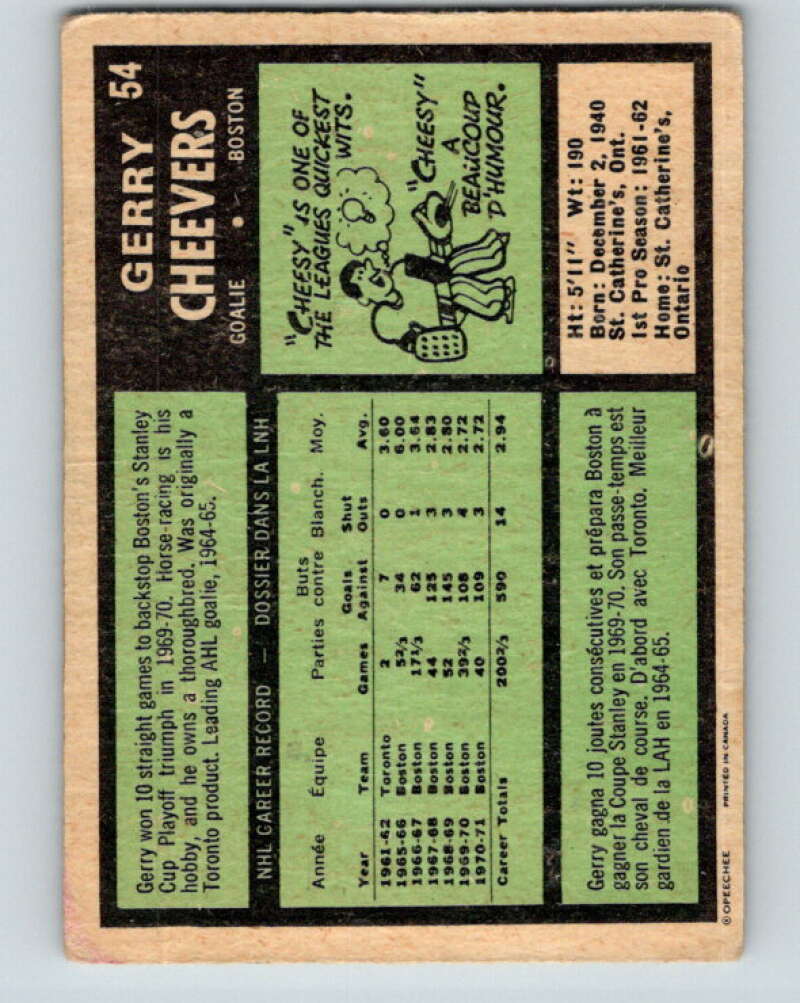 GERRY 54
CHEEVERS
GOALIE • BOSTON
Gerry won 10 straight games to backstop Boston's Stanley
Cup Playoff triumph in 1969-70. Horse-racing is his
hobby, and he owns a thoroughbred. Was originally a
Toronto product. Leading AHL goalie, 1964-65.
"CHEESY" IS ONE OF
THE LEAGUES QUICKEST
WITS.
"CHEESY"
A
BEAUCOUP
D'HUMOUR.
NHL CAREER RECORD — DOSSIER DANS LA LNH
Buts
Année Équipe Parties contre Blanch. Moy.
Goals Shut
Year Team Games Against Outs Avg.
1961-62 Toronto 2 7 0 3.60
1965-66 Boston 5 2/3 34 0 6.00
1966-67 Boston 17 1/3 62 1 3.64
1967-68 Boston 44 125 3 2.83
1968-69 Boston 52 145 3 2.80
1969-70 Boston 39 2/3 108 4 2.72
1970-71 Boston 40 109 3 2.72
Career Totals 200 2/3 590 14 2.94
Ht: 5'11" Wt: 190
Born: December 2, 1940
St. Catherine's, Ont.
1st Pro Season: 1961-62
Home: St. Catherine's,
Ontario
Gerry gagna 10 joutes consécutives et prépara Boston à
gagner la Coupe Stanley en 1969-70. Son passe-temps est
son cheval de course. D'abord avec Toronto. Meilleur
gardien de la LAH en 1964-65.
© OPEECHEE PRINTED IN CANADA